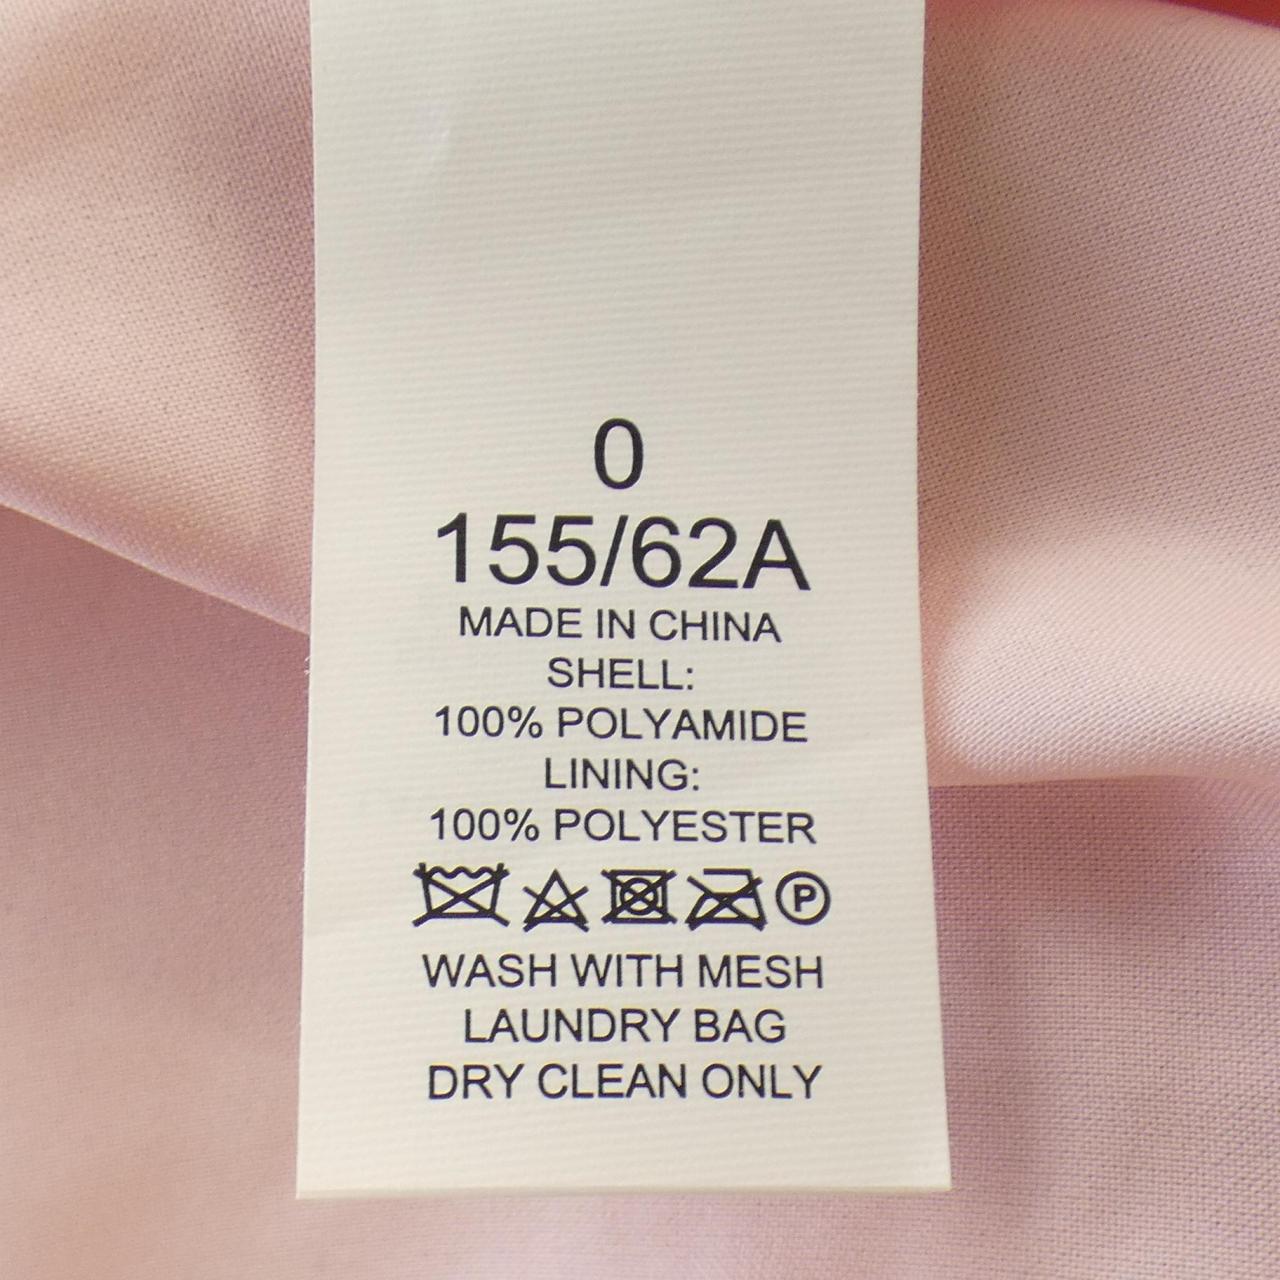 0
155/62A
MADE IN CHINA
SHELL:
100% POLYAMIDE
LINING:
100% POLYESTER
P
WASH WITH MESH
LAUNDRY BAG
DRY CLEAN ONLY